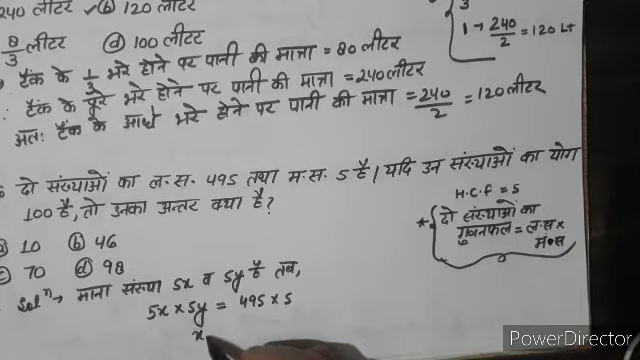 240 लीटर (b) 120 लीटर
8/3 लीटर (d) 100 लीटर
3
1 → 240/2 = 120 Lt
टैंक के 1/3 भरे होने पर पानी की मात्रा = 80 लीटर
∴ टैंक के पूरे भरे होने पर पानी की मात्रा = 240 लीटर
अतः टैंक के आधे भरे होने पर पानी की मात्रा = 240/2 = 120 लीटर
दो संख्याओं का ल.स. 495 तथा म.स. 5 है। यदि उन संख्याओं का योग
100 है, तो उनका अन्तर क्या है?
10 (b) 46
70 (d) 98
H.C.F = 5
* दो संख्याओं का
गुणनफल = ल.स ×
म.स
Solⁿ → माना संख्या 5x व 5y है तब,
5x × 5y = 495 × 5
x
PowerDirector